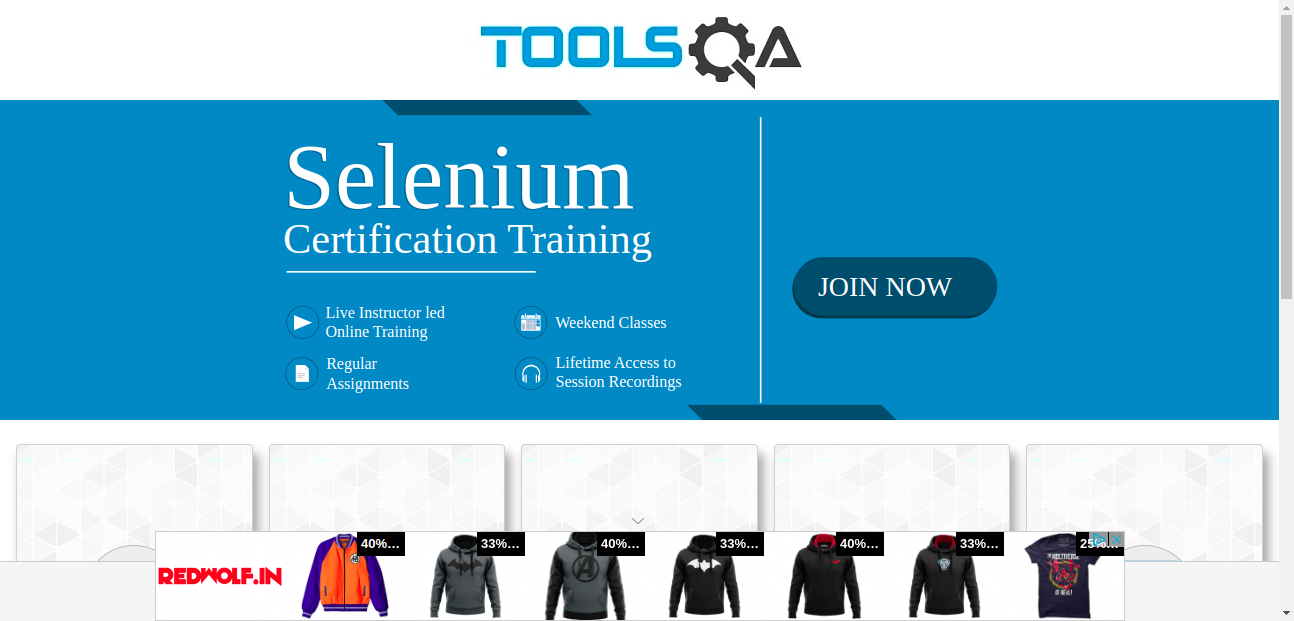 TOOLSQA
Selenium
Certification Training
JOIN NOW
Live Instructor led
Online Training
Weekend Classes
Regular
Assignments
Lifetime Access to
Session Recordings
REDWOLF.IN
40%...
33%...
40%...
33%...
40%...
33%...
25%...